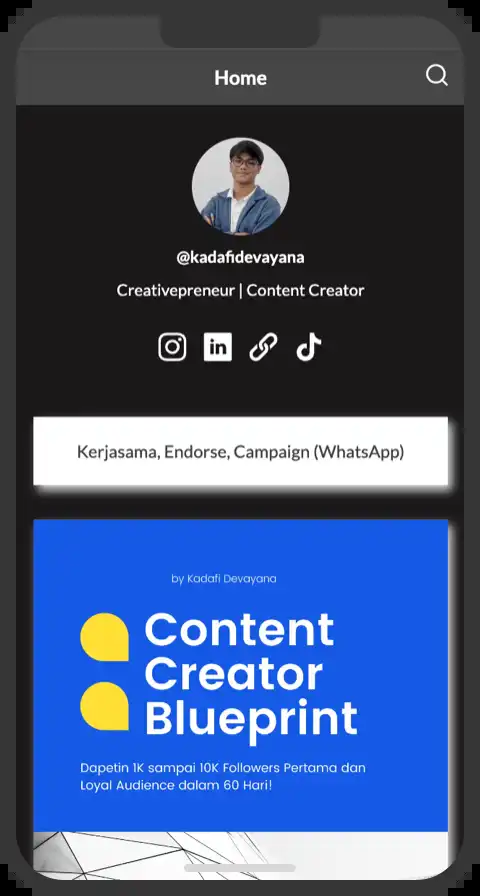 Home
@kadafidevayana
Creativepreneur | Content Creator
in
Kerjasama, Endorse, Campaign (WhatsApp)
by Kadafi Devayana
Content
Creator
Blueprint
Dapetin 1K sampai 10K Followers Pertama dan
Loyal Audience dalam 60 Hari!